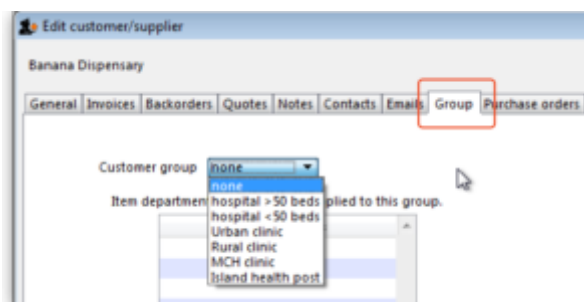 Edit customer/supplier
Banana Dispensary
General Invoices Backorders Quotes Notes Contacts Emails Group Purchase orders
Customer group none
none
Item department plied to this group.
hospital >50 beds
hospital <50 beds
Urban clinic
Rural clinic
MCH clinic
Island health post